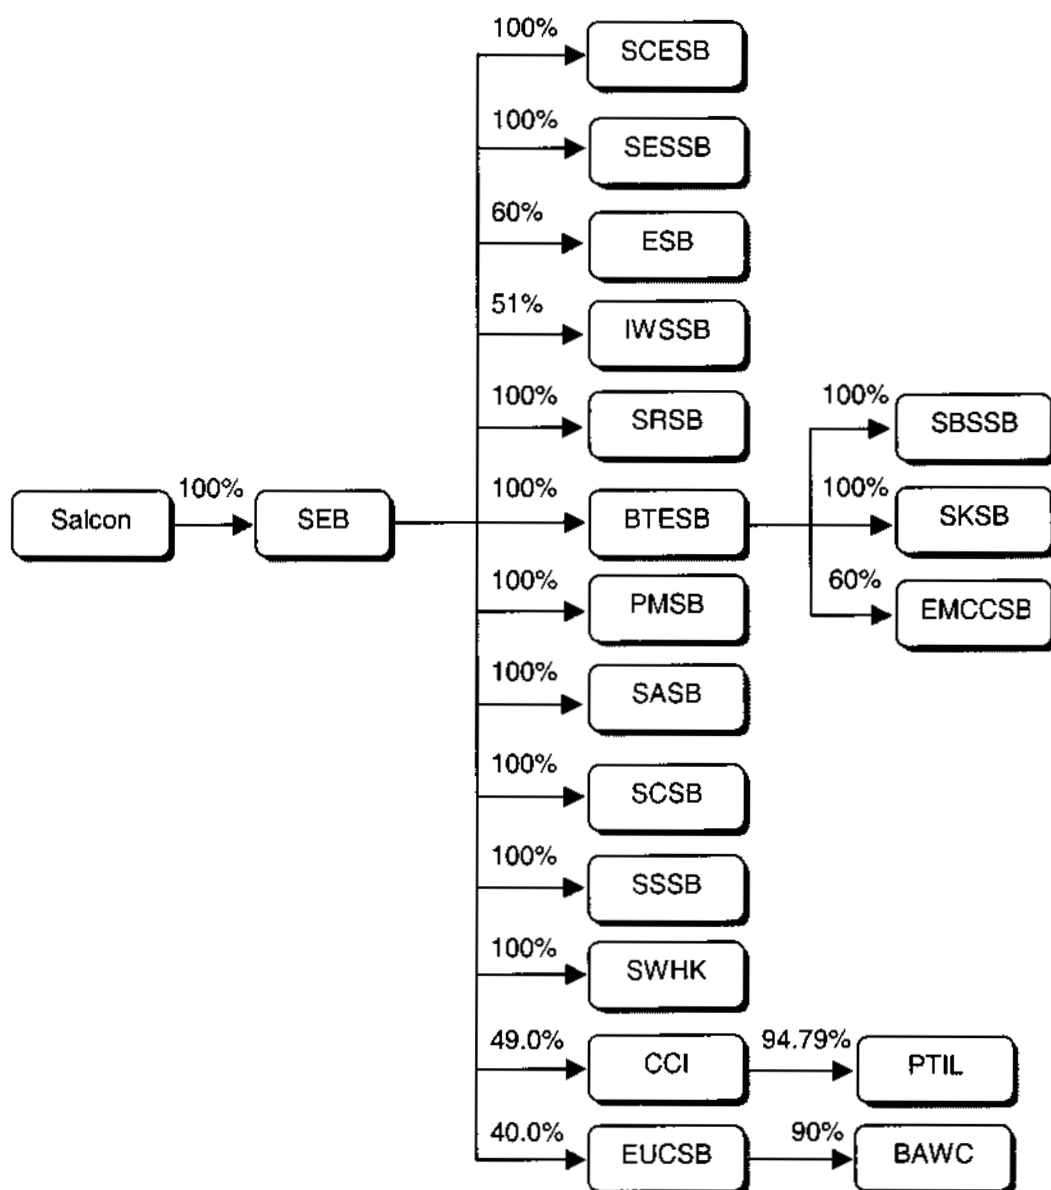 100%
SCESB
100%
SESSB
60%
ESB
51%
IWSSB
100%
SRSB
100%
SBSSB
Salcon
100%
SEB
100%
BTESB
100%
SKSB
100%
PMSB
60%
EMCCSB
100%
SASB
100%
SCSB
100%
SSSB
100%
SWHK
49.0%
CCI
94.79%
PTIL
40.0%
EUCSB
90%
BAWC